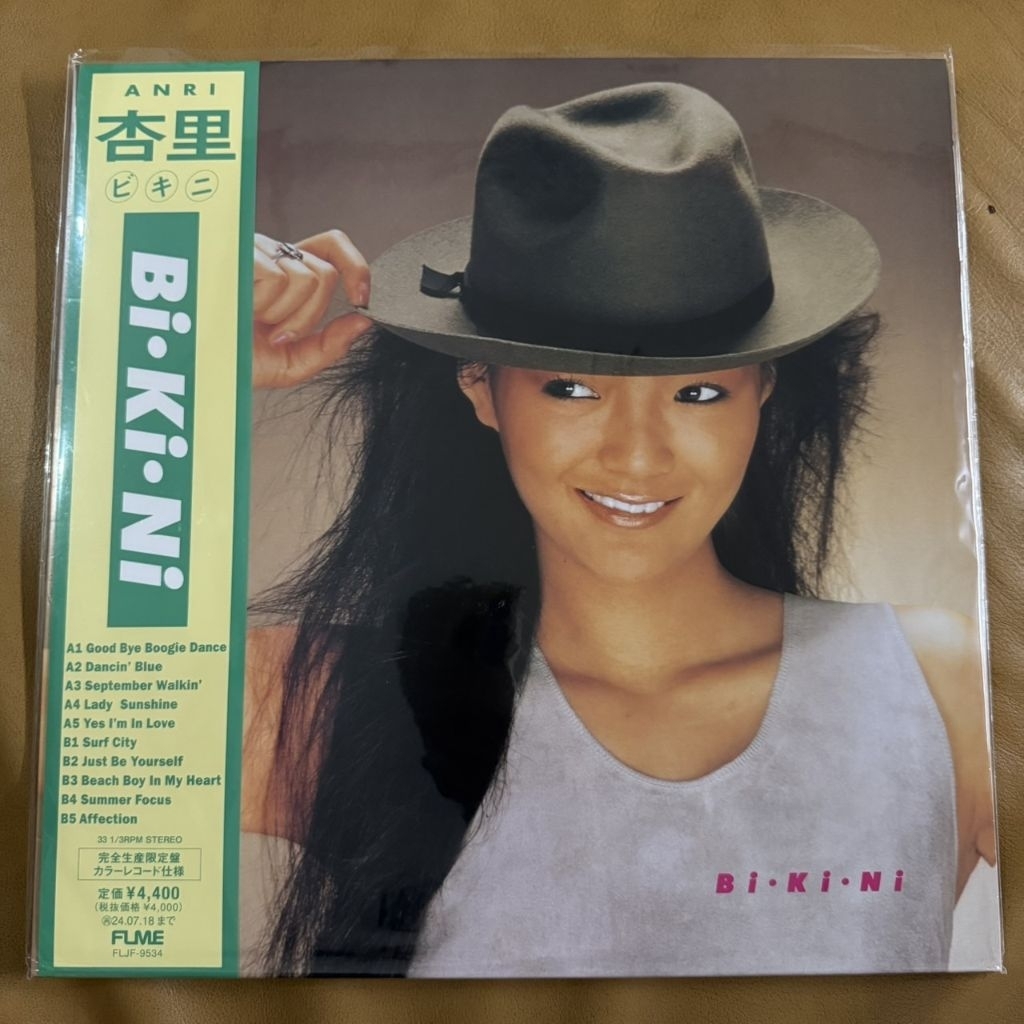 ANRI
杏里
ビキニ
Bi•Ki•Ni
A1 Good Bye Boogie Dance
A2 Dancin' Blue
A3 September Walkin'
A4 Lady Sunshine
A5 Yes I'm In Love
B1 Surf City
B2 Just Be Yourself
B3 Beach Boy In My Heart
B4 Summer Focus
B5 Affection
33 1/3RPM STEREO
完全生産限定盤
カラーレコード仕様
定価¥4,400
(税抜価格 ¥4,000)
㋮24.07.18まで
FLME
FLJF-9534
Bi•Ki•Ni